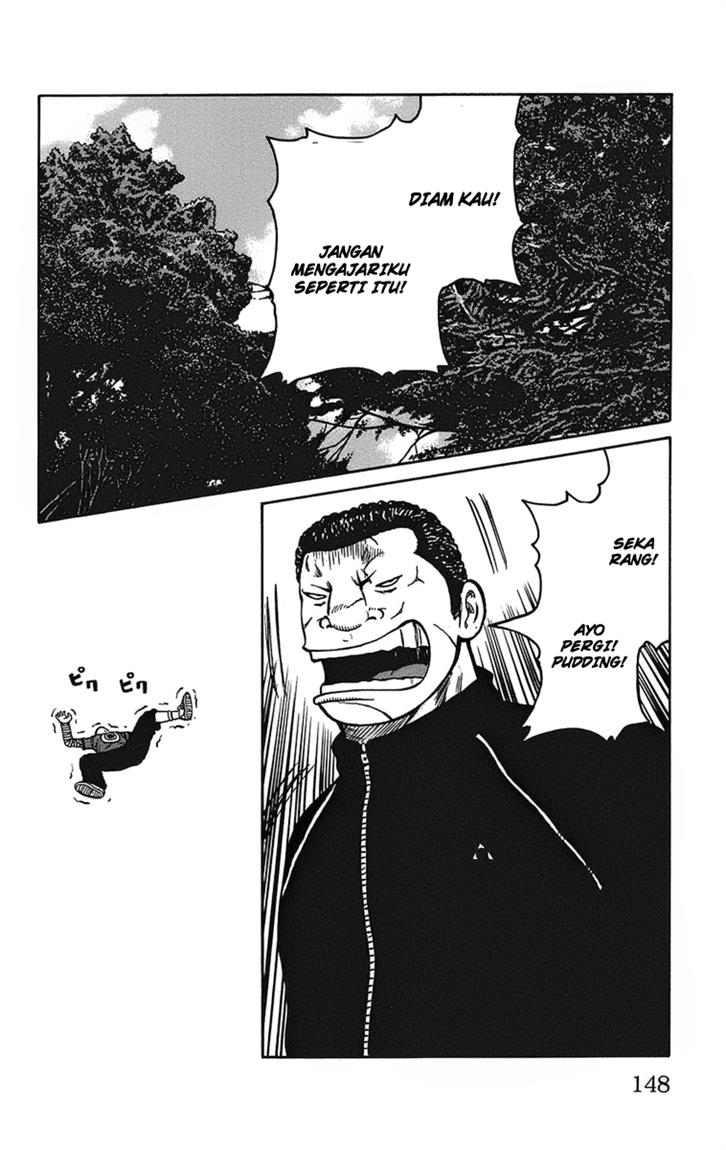 DIAM KAU!
JANGAN
MENGAJARIKU
SEPERTI ITU!
SEKA
RANG!
AYO
PERGI!
PUDDING!
ピク ピク
148